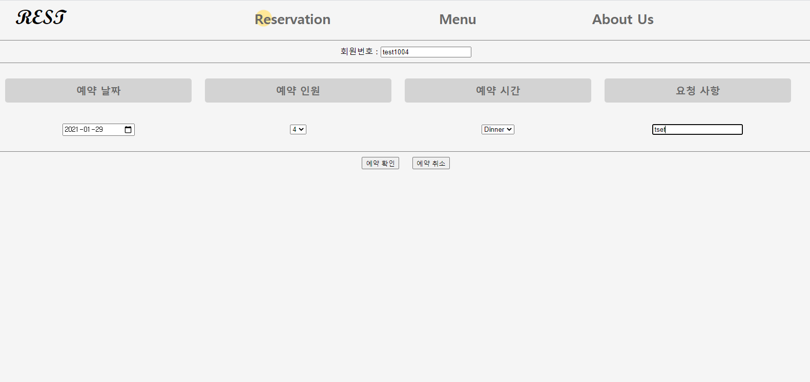 REST Reservation Menu About Us
회원번호 : test1004
예약 날짜 예약 인원 예약 시간 요청 사항
2021-01-29 4 Dinner tset
예약 확인 예약 취소